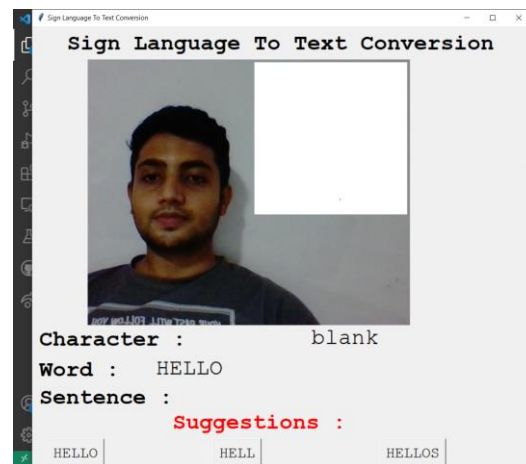 Sign Language To Text Conversion
Sign Language To Text Conversion
Character : blank
Word : HELLO
Sentence :
Suggestions :
HELLO HELL HELLOS